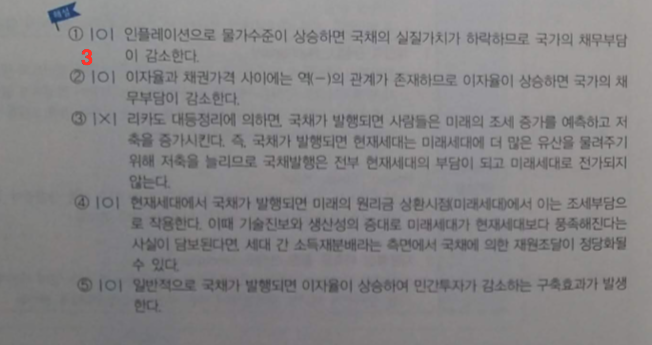 해설
① |O| 인플레이션으로 물가수준이 상승하면 국채의 실질가치가 하락하므로 국가의 채무부담
이 감소한다.
3
② |O| 이자율과 채권가격 사이에는 역(−)의 관계가 존재하므로 이자율이 상승하면 국가의 채
무부담이 감소한다.
③ |X| 리카도 대등정리에 의하면, 국채가 발행되면 사람들은 미래의 조세 증가를 예측하고 저
축을 증가시킨다. 즉, 국채가 발행되면 현재세대는 미래세대에 더 많은 유산을 물려주기
위해 저축을 늘리므로 국채발행은 전부 현재세대의 부담이 되고 미래세대로 전가되지
않는다.
④ |O| 현재세대에서 국채가 발행되면 미래의 원리금 상환시점(미래세대)에서 이는 조세부담으
로 작용한다. 이때 기술진보와 생산성의 증대로 미래세대가 현재세대보다 풍족해진다는
사실이 담보된다면, 세대 간 소득재분배라는 측면에서 국채에 의한 재원조달이 정당화될
수 있다.
⑤ |O| 일반적으로 국채가 발행되면 이자율이 상승하여 민간투자가 감소하는 구축효과가 발생
한다.